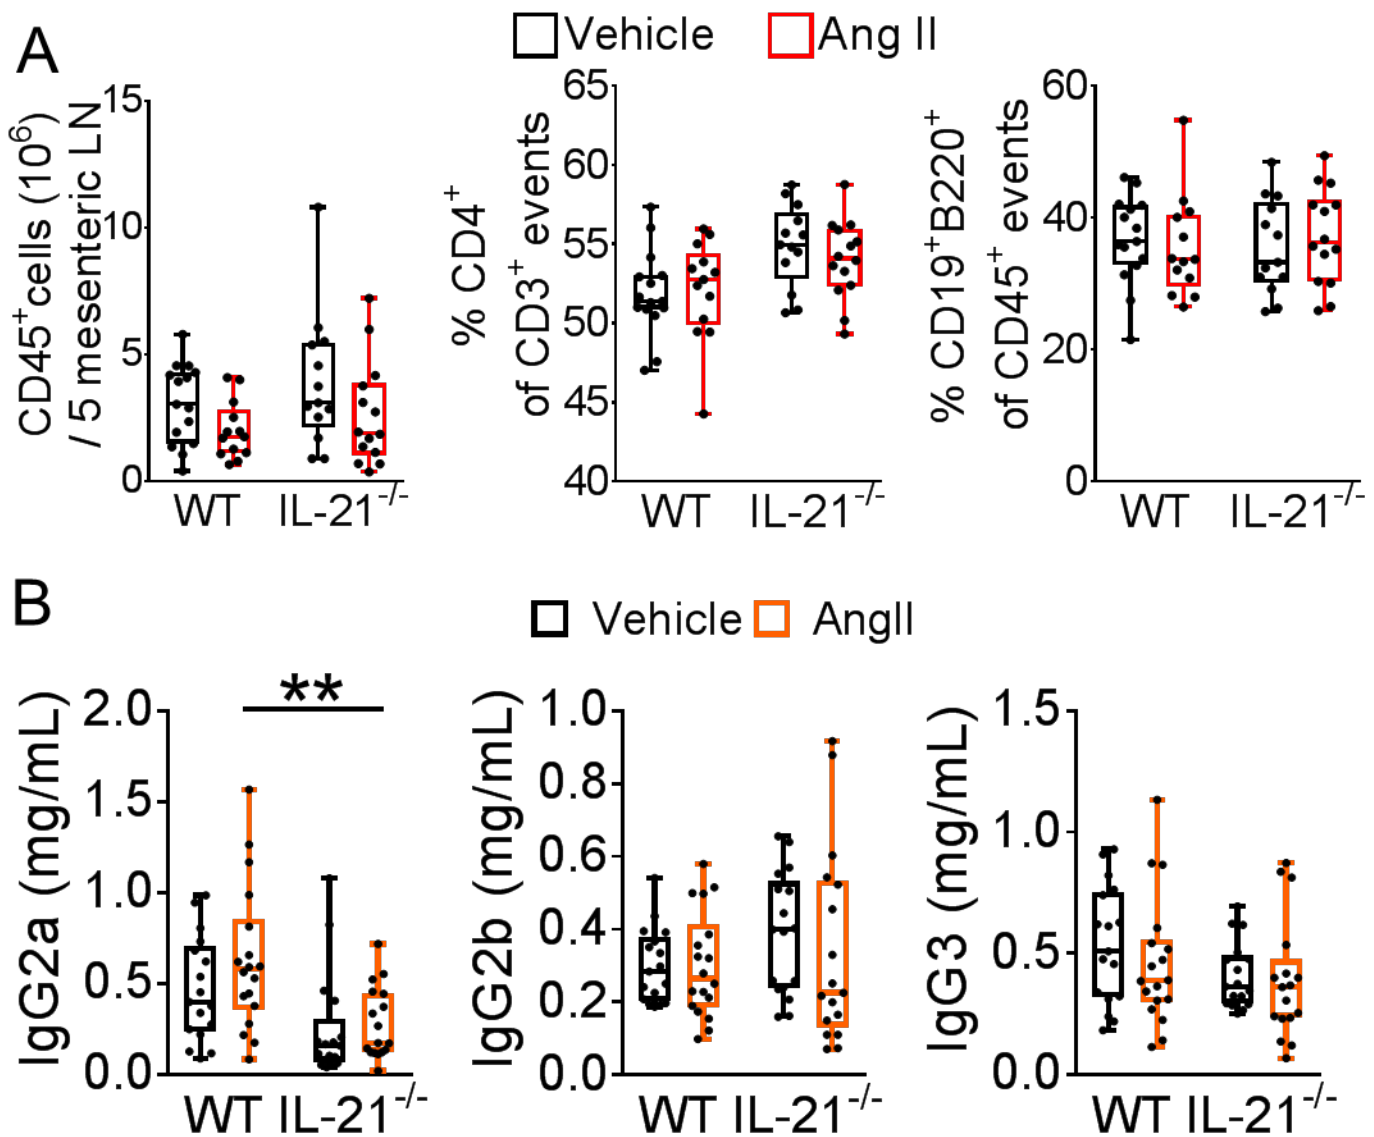 A
Vehicle Ang II
CD45⁺cells (10⁶)
/ 5 mesenteric LN
15
10
5
0
WT IL-21⁻/⁻
% CD4⁺
of CD3⁺ events
65
60
55
50
45
40
WT IL-21⁻/⁻
% CD19⁺B220⁺
of CD45⁺ events
60
40
20
0
WT IL-21⁻/⁻
B
Vehicle AngII
IgG2a (mg/mL)
2.0
1.5
1.0
0.5
0.0
**
WT IL-21⁻/⁻
IgG2b (mg/mL)
1.0
0.8
0.6
0.4
0.2
0.0
WT IL-21⁻/⁻
IgG3 (mg/mL)
1.5
1.0
0.5
0.0
WT IL-21⁻/⁻